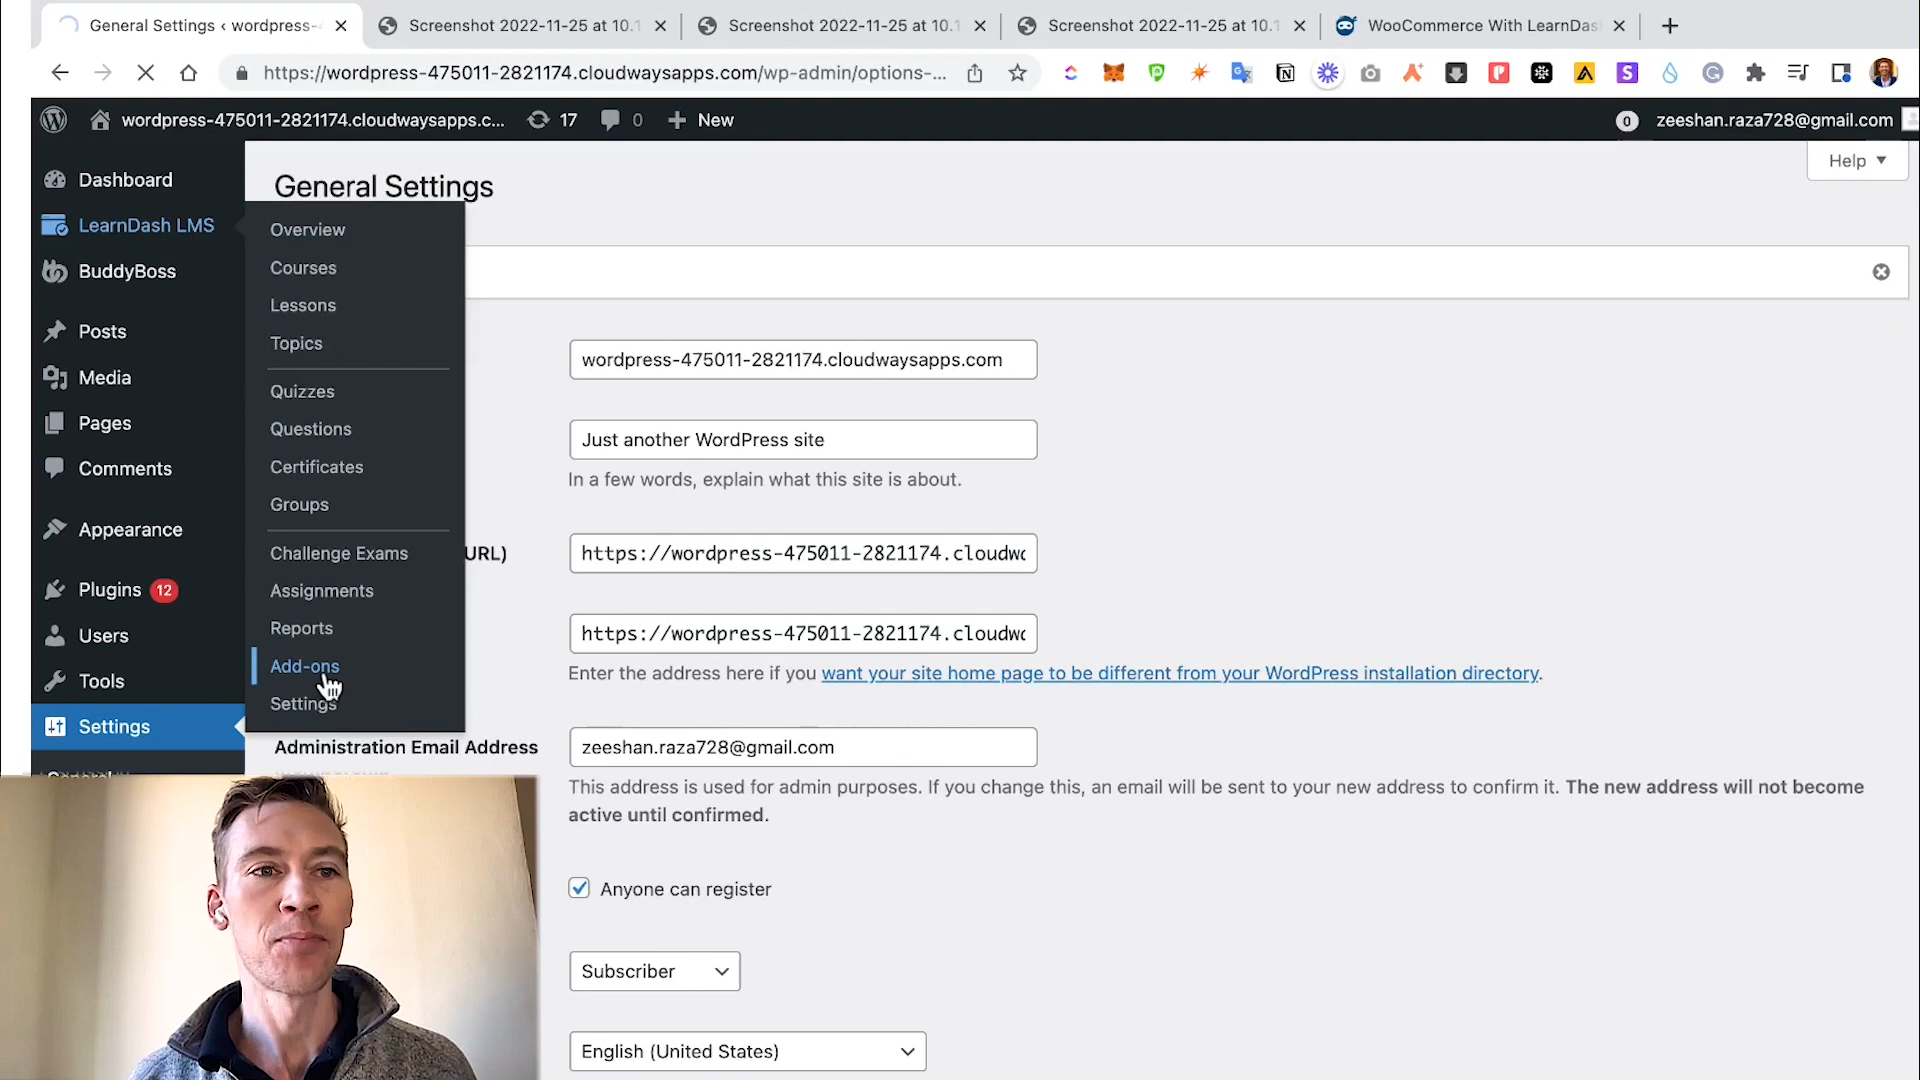 General Settings ‹ wordpress-
Screenshot 2022-11-25 at 10.1
Screenshot 2022-11-25 at 10.1
Screenshot 2022-11-25 at 10.1
WooCommerce With LearnDas
https://wordpress-475011-2821174.cloudwaysapps.com/wp-admin/options-...
wordpress-475011-2821174.cloudwaysapps.c...
17
0
New
0
zeeshan.raza728@gmail.com
Help
Dashboard
LearnDash LMS
BuddyBoss
Posts
Media
Pages
Comments
Appearance
Plugins 12
Users
Tools
Settings
General
Overview
Courses
Lessons
Topics
Quizzes
Questions
Certificates
Groups
Challenge Exams
Assignments
Reports
Add-ons
Settings
General Settings
wordpress-475011-2821174.cloudwaysapps.com
Just another WordPress site
In a few words, explain what this site is about.
URL)
https://wordpress-475011-2821174.cloudw
https://wordpress-475011-2821174.cloudw
Enter the address here if you want your site home page to be different from your WordPress installation directory.
Administration Email Address
zeeshan.raza728@gmail.com
This address is used for admin purposes. If you change this, an email will be sent to your new address to confirm it. The new address will not become
active until confirmed.
Anyone can register
Subscriber
English (United States)